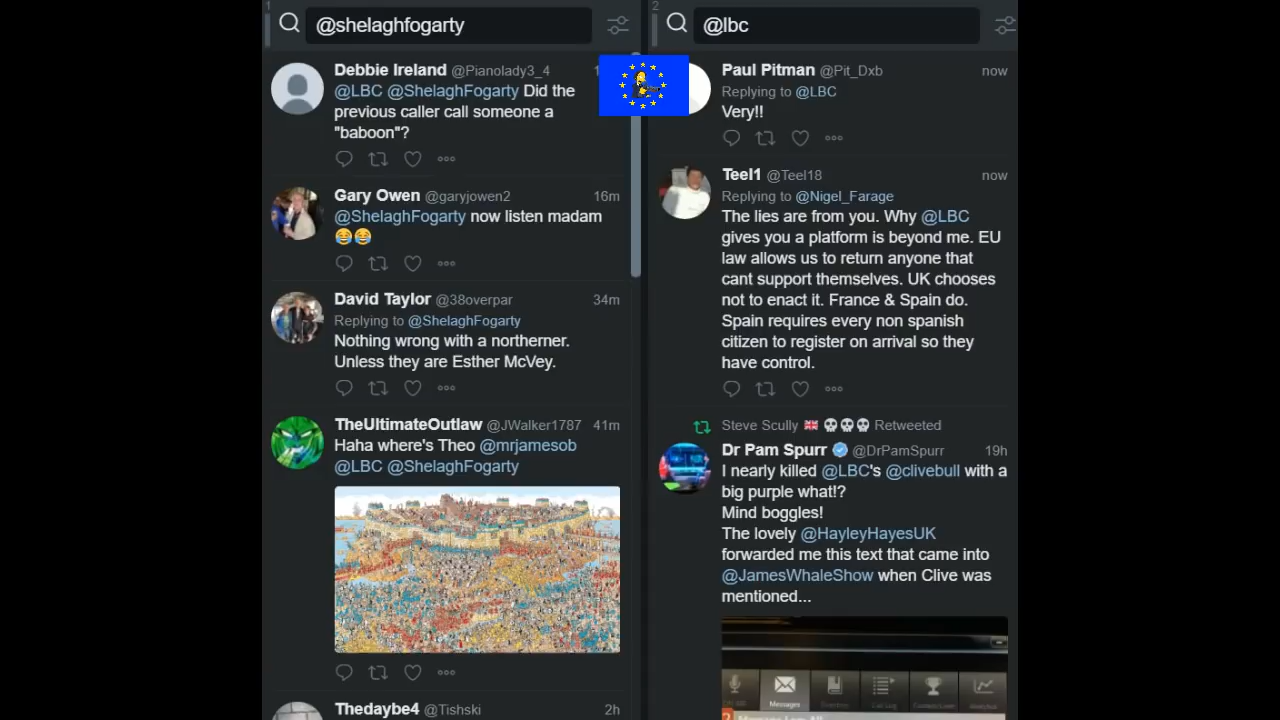 1
@shelaghfogarty
Debbie Ireland @Pianolady3_4
@LBC @ShelaghFogarty Did the
previous caller call someone a
"baboon"?
Gary Owen @garyjowen2 16m
@ShelaghFogarty now listen madam
😂😂
David Taylor @38overpar 34m
Replying to @ShelaghFogarty
Nothing wrong with a northerner.
Unless they are Esther McVey.
TheUltimateOutlaw @JWalker1787 41m
Haha where's Theo @mrjamesob
@LBC @ShelaghFogarty
Thedaybe4 @Tishski 2h
2
@lbc
Paul Pitman @Pit_Dxb now
Replying to @LBC
Very!!
Teel1 @Teel18 now
Replying to @Nigel_Farage
The lies are from you. Why @LBC
gives you a platform is beyond me. EU
law allows us to return anyone that
cant support themselves. UK chooses
not to enact it. France & Spain do.
Spain requires every non spanish
citizen to register on arrival so they
have control.
Steve Scully 🇬🇧 💀💀💀 Retweeted
Dr Pam Spurr @DrPamSpurr 19h
I nearly killed @LBC's @clivebull with a
big purple what!?
Mind boggles!
The lovely @HayleyHayesUK
forwarded me this text that came into
@JamesWhaleShow when Clive was
mentioned...
Messages